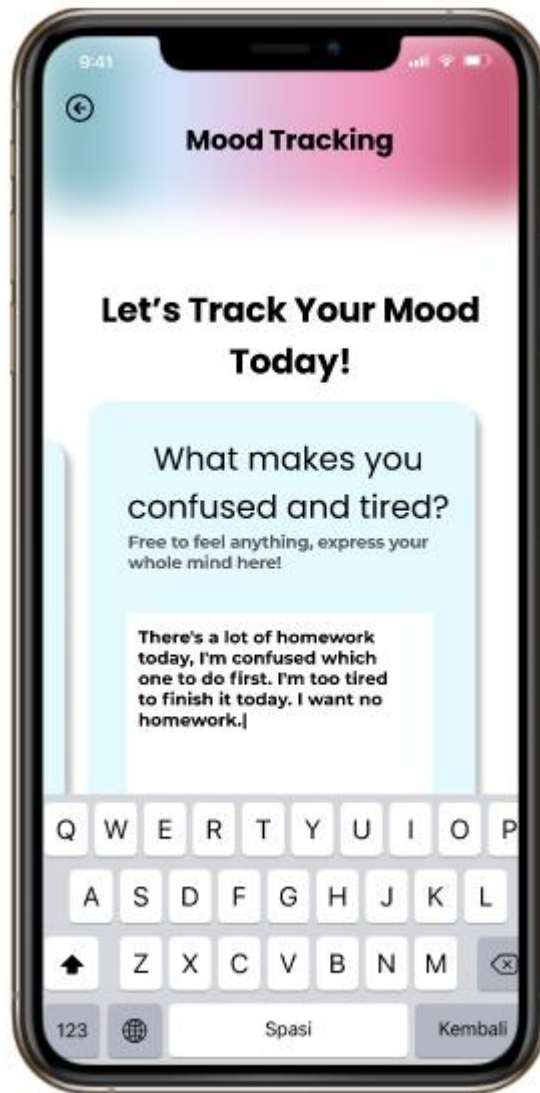 9:41
Mood Tracking
Let's Track Your Mood
Today!
What makes you
confused and tired?
Free to feel anything, express your
whole mind here!
There's a lot of homework
today, I'm confused which
one to do first. I'm too tired
to finish it today. I want no
homework.
Q W E R T Y U I O P
A S D F G H J K L
Z X C V B N M
123 Spasi Kembali